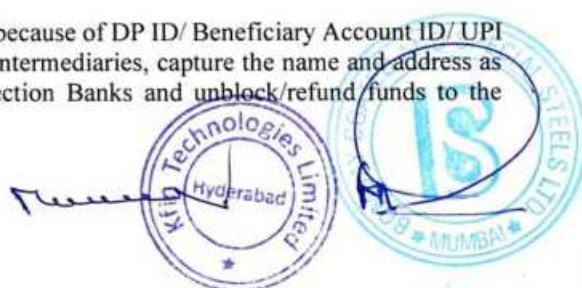 because of DP ID/ Beneficiary Account ID/ UPI
intermediaries, capture the name and address as
ection Banks and unblock/refund funds to the
Kfin Technologies Limited
Hyderabad
STEELS LTD
MUMBAI